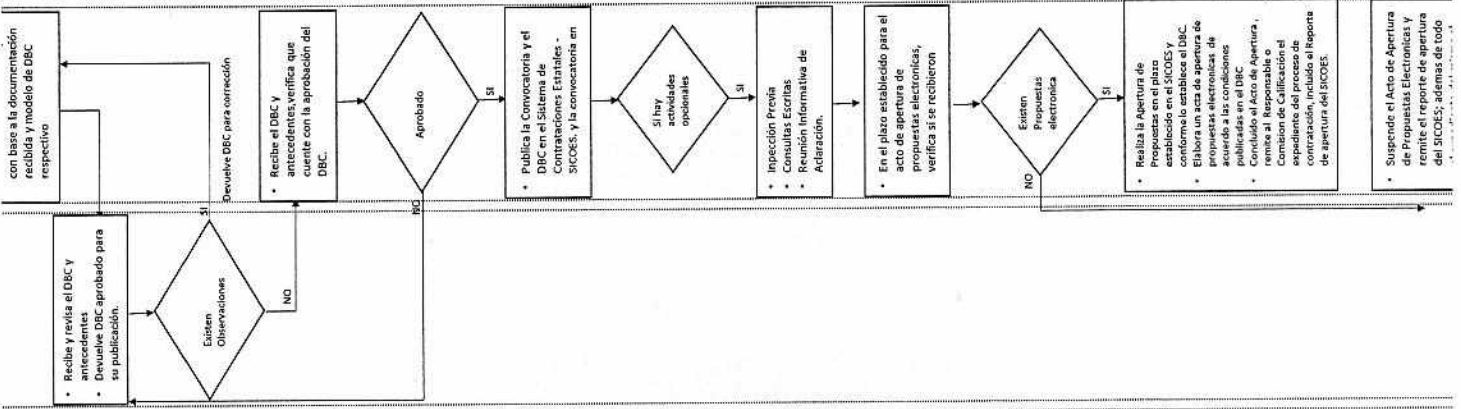 con base a la documentación
recibida y modelo de DBC
respectivo
• Recibe y revisa el DBC y
antecedentes
• Devuelve DBC aprobado para
su publicación.
Existen
Observaciones
SI
Devuelve DBC para corrección
NO
• Recibe el DBC y
antecedentes,verifica que
cuente con la aprobación del
DBC.
Aprobado
NO
SI
• Publica la Convocatoria y el
DBC en el Sistema de
Contrataciones Estatales -
SICOES, y la convocatoria en
Si hay
actividades
opcionales
SI
• Inpección Previa
• Consultas Escritas
• Reunión Informativa de
Aclaración.
• En el plazo establecido para el
acto de apertura de
propuestas electronicas,
verifica si se recibieron
Existen
Propuestas
electronica
NO
SI
• Realiza la Apertura de
Propuestas en el plazo
establecido en el SICOES y
conforme lo establece el DBC.
• Elabora un acta de apertura de
propuestas electronicas de
acuerdo a las condiciones
publicadas en el DBC
• Concluido el Acto de Apertura ,
remite al Responsable o
Comision de Calificación el
expediente del proceso de
contratación, incluido el Reporte
de apertura del SICOES.
• Suspende el Acto de Apertura
de Propuestas Electronicas y
remite el reporte de apertura
del SICOES; ademas de todo